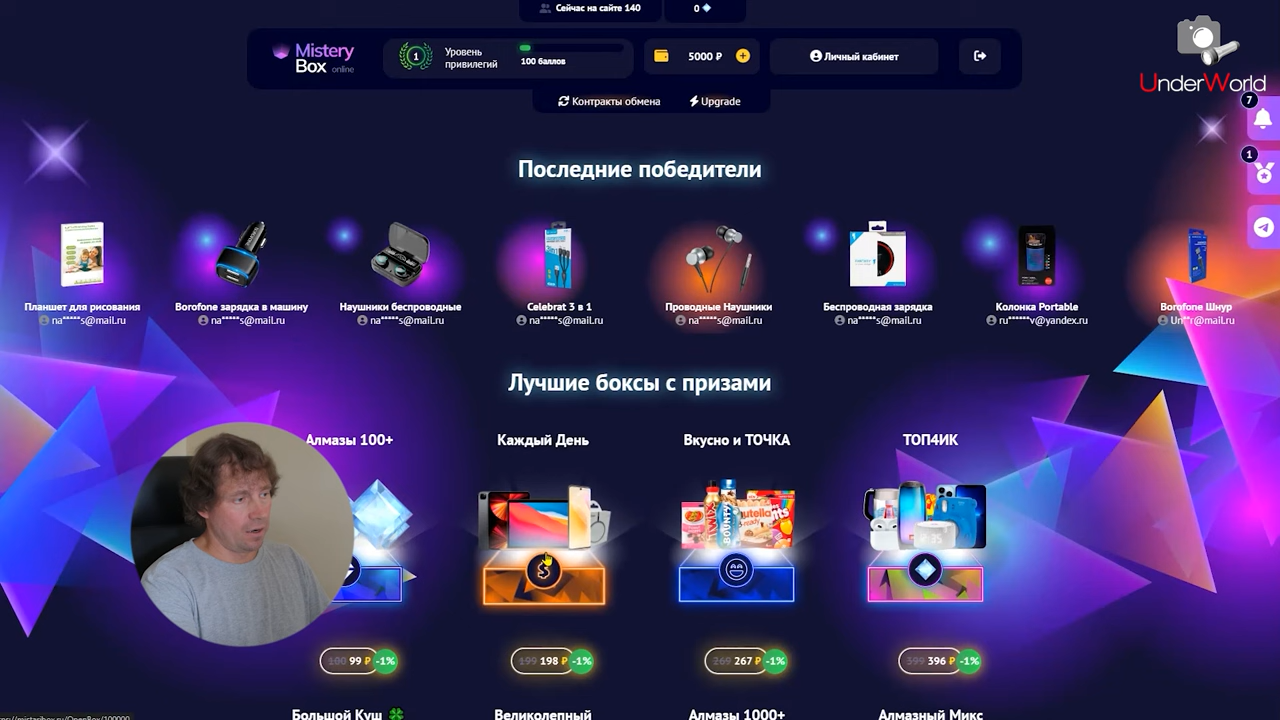 Сейчас на сайте 140
0
UnderWorld
Mistery
Box online
1
Уровень
привилегий
100 баллов
5000 ₽
Личный кабинет
Контракты обмена
Upgrade
7
1
Последние победители
Планшет для рисования
na*****s@mail.ru
Borofone зарядка в машину
na*****s@mail.ru
Наушники беспроводные
na*****s@mail.ru
Celebrat 3 в 1
na*****s@mail.ru
Проводные Наушники
na*****s@mail.ru
Беспроводная зарядка
na*****s@mail.ru
Колонка Portable
ru******v@yandex.ru
Borofone Шнур
Un**r@mail.ru
Лучшие боксы с призами
Алмазы 100+
Каждый День
Вкусно и ТОЧКА
ТОП4ИК
100 99 ₽ -1%
199 198 ₽ -1%
269 267 ₽ -1%
399 396 ₽ -1%
Большой Куш
Великолепный
Алмазы 1000+
Алмазный Микс